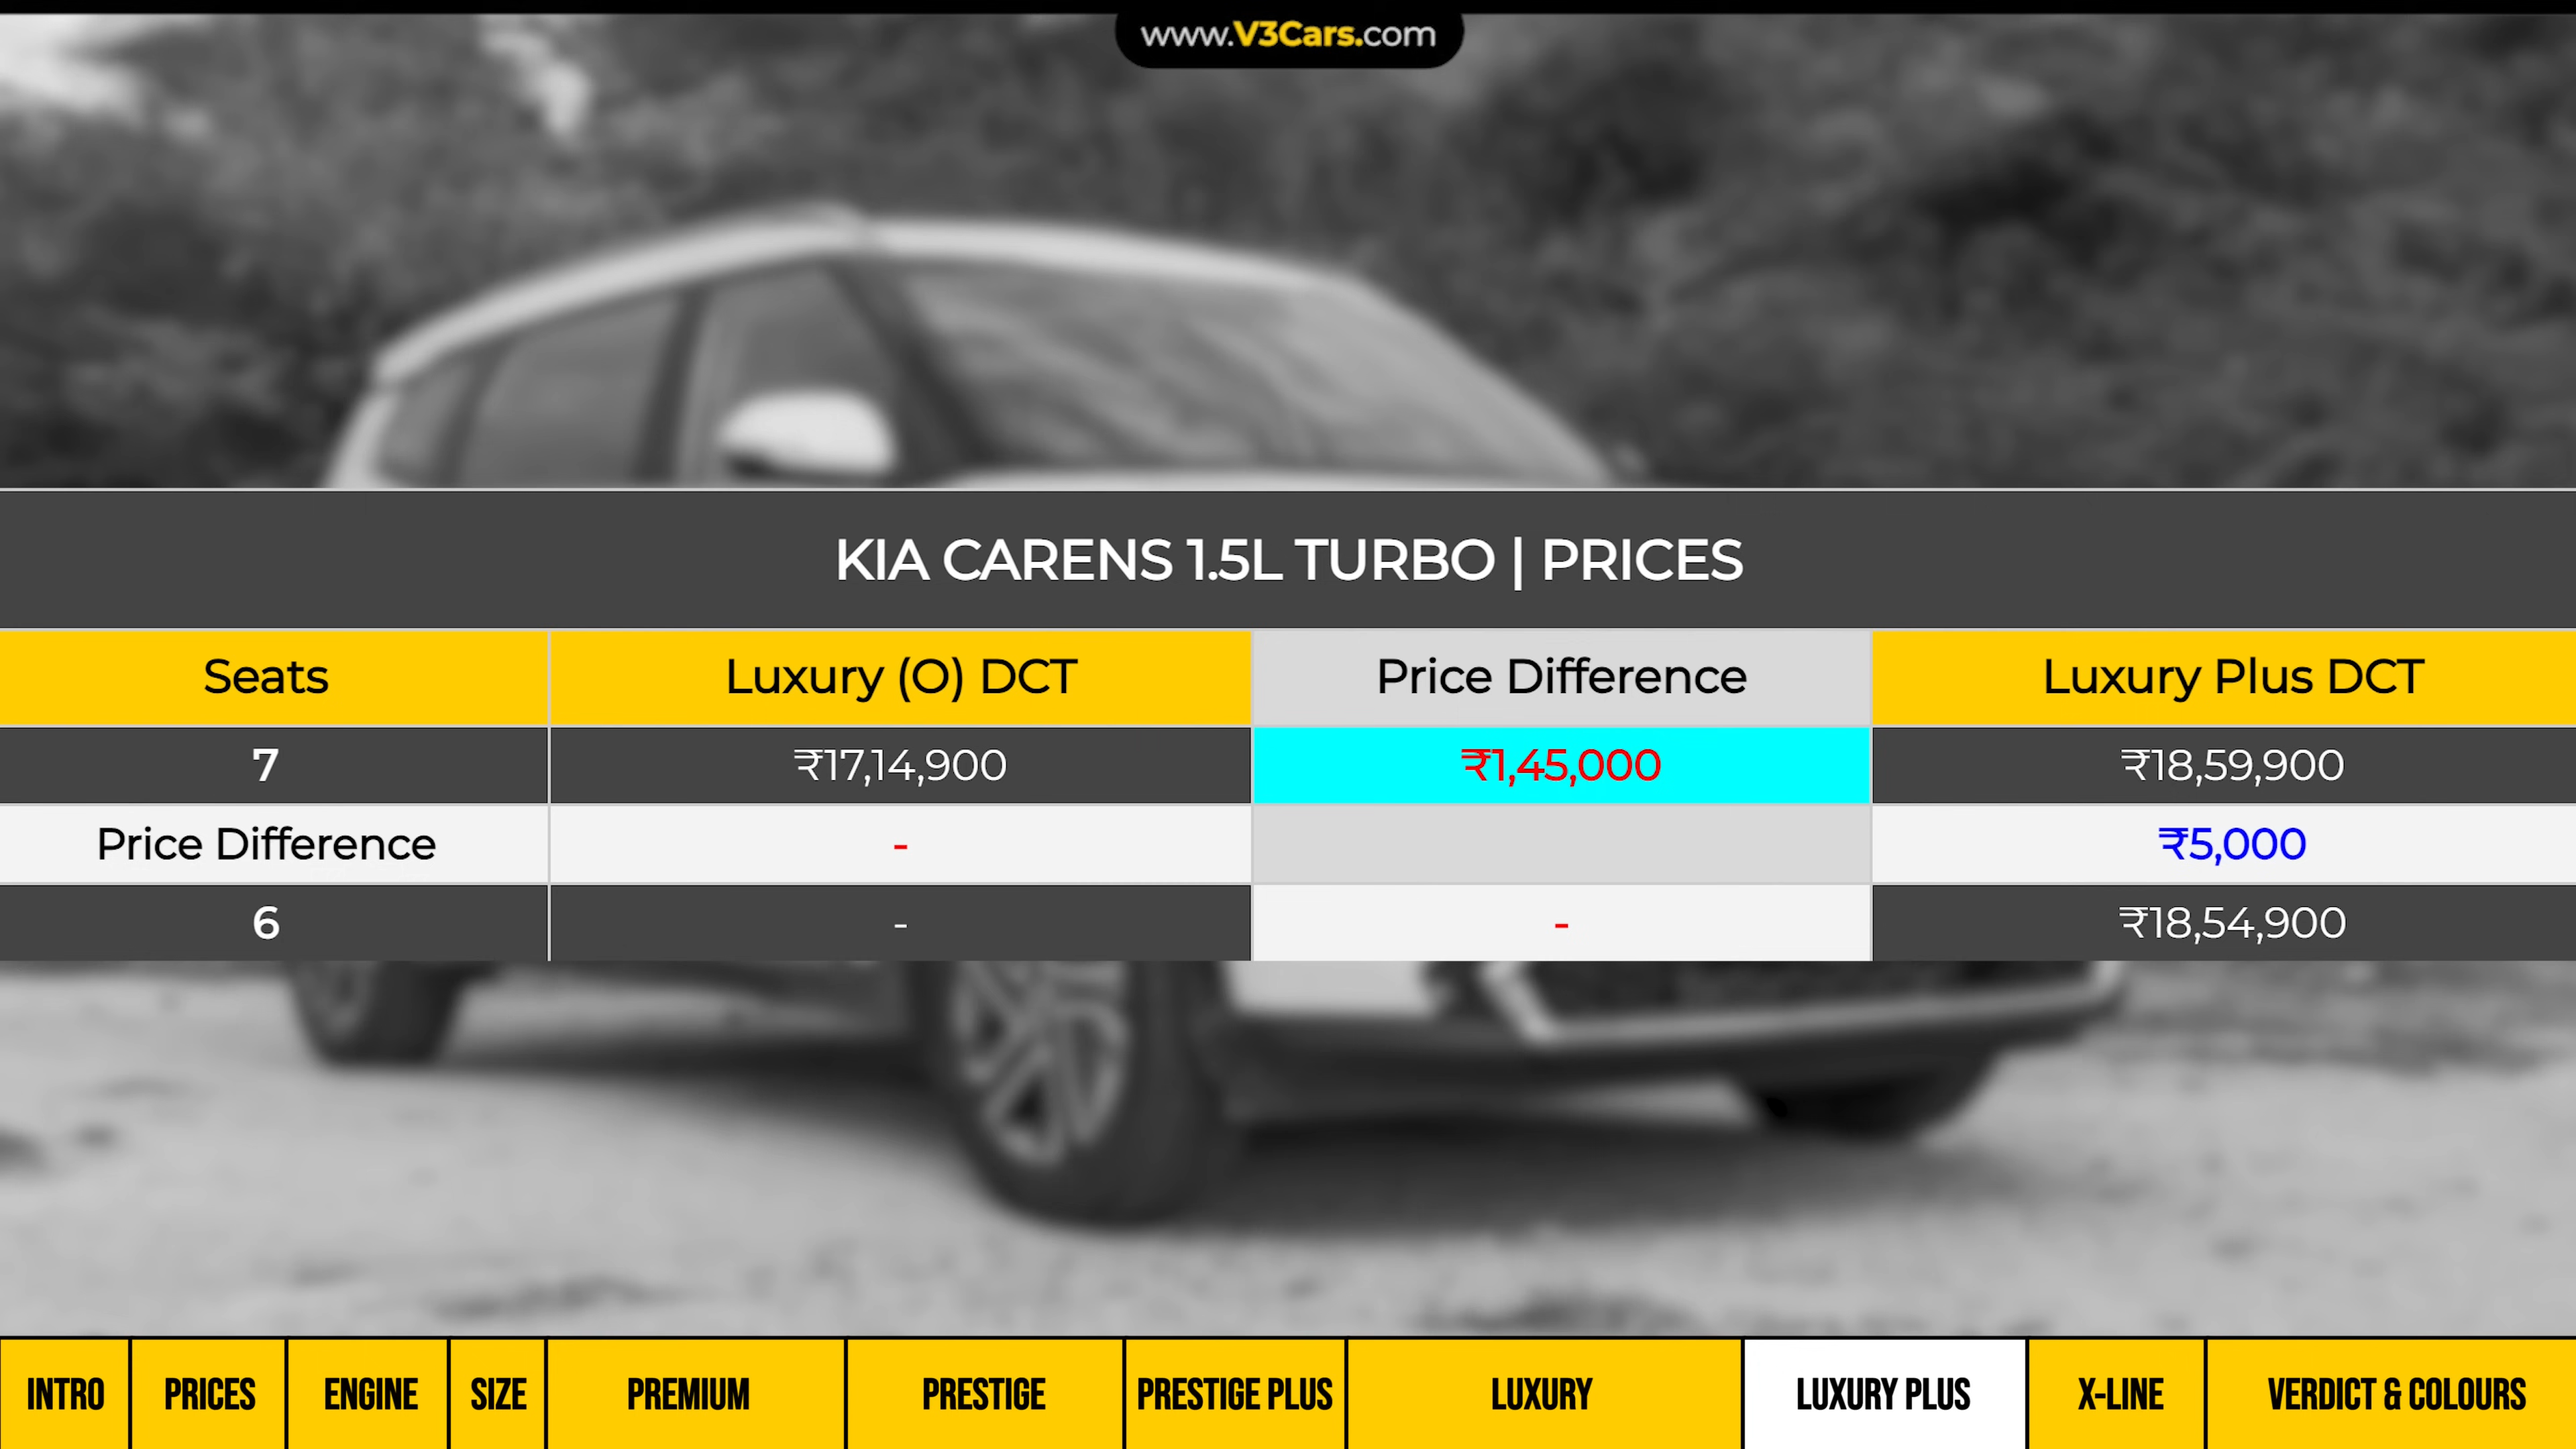 www.V3Cars.com
KIA CARENS 1.5L TURBO | PRICES
Seats Luxury (O) DCT Price Difference Luxury Plus DCT
7 ₹17,14,900 ₹1,45,000 ₹18,59,900
Price Difference - ₹5,000
6 - - ₹18,54,900
INTRO PRICES ENGINE SIZE PREMIUM PRESTIGE PRESTIGE PLUS LUXURY LUXURY PLUS X-LINE VERDICT & COLOURS